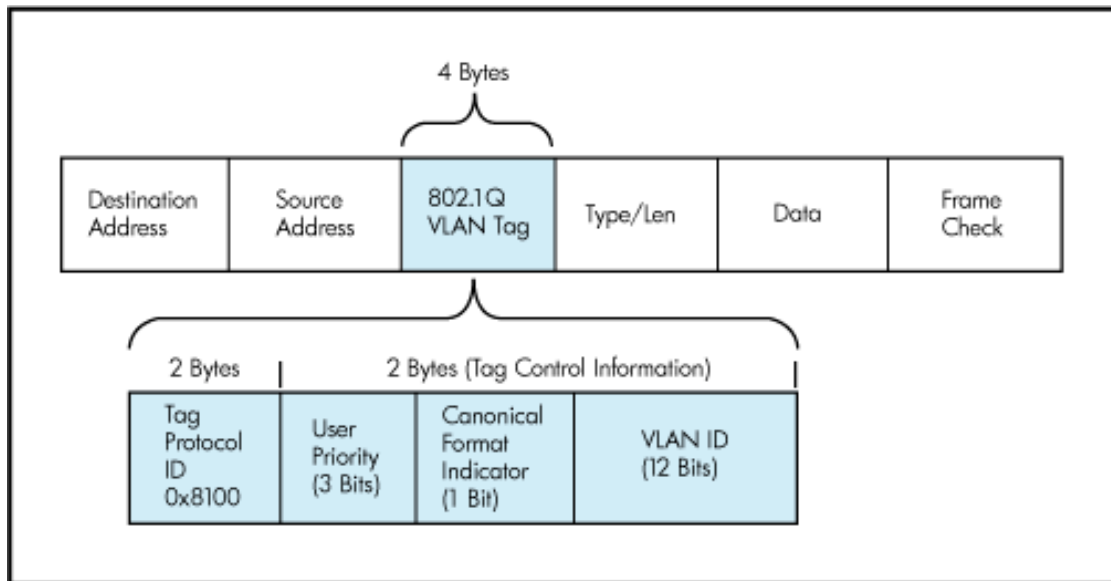 4 Bytes
Destination
Address
Source
Address
802.1Q
VLAN Tag
Type/Len
Data
Frame
Check
2 Bytes
2 Bytes (Tag Control Information)
Tag
Protocol
ID
0x8100
User
Priority
(3 Bits)
Canonical
Format
Indicator
(1 Bit)
VLAN ID
(12 Bits)